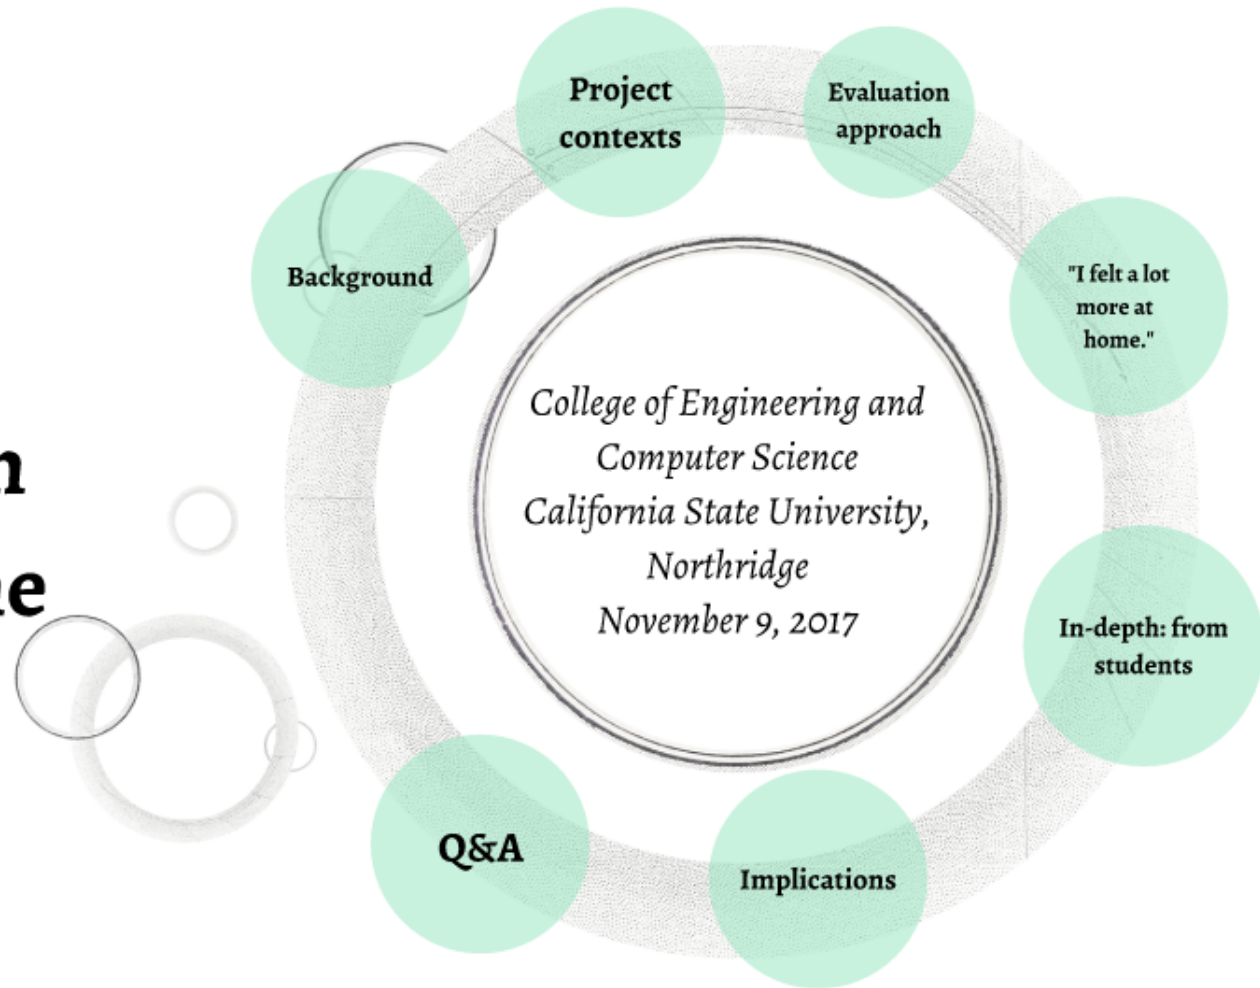 Project
contexts
Evaluation
approach
Background
"I felt a lot
more at
home."
College of Engineering and
Computer Science
California State University,
Northridge
November 9, 2017
In-depth: from
students
Q&A
Implications